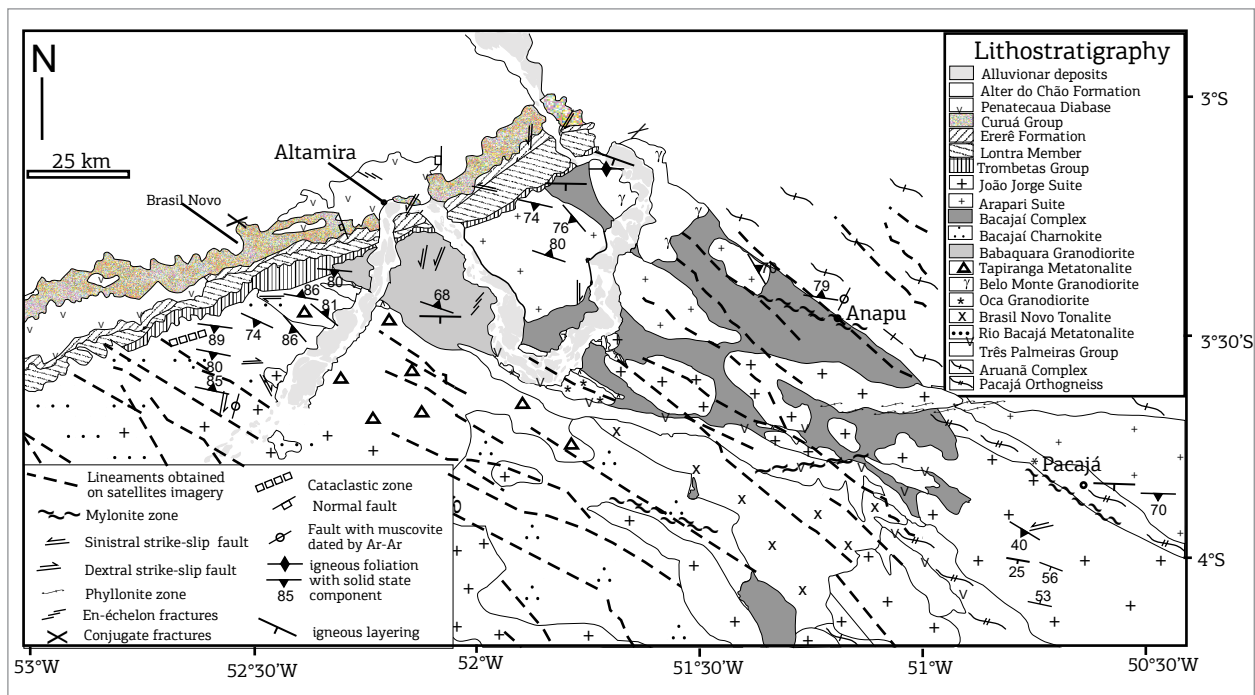 N
25 km
Altamira
Brasil Novo
Anapu
Pacajá
74
76
80
79
68
80
86
81
86
74
89
80
85
70
40
25
56
53
Lithostratigraphy
Alluvionar deposits
Alter do Chão Formation
v Penatecaua Diabase
Curuá Group
Ererê Formation
Lontra Member
Trombetas Group
João Jorge Suite
Arapari Suite
Bacajaí Complex
Bacajaí Charnokite
Babaquara Granodiorite
Tapiranga Metatonalite
γ Belo Monte Granodiorite
* Oca Granodiorite
x Brasil Novo Tonalite
Rio Bacajá Metatonalite
v Três Palmeiras Group
Aruanã Complex
Pacajá Orthogneiss
Lineaments obtained
on satellites imagery
Mylonite zone
Sinistral strike-slip fault
Dextral strike-slip fault
Phyllonite zone
En-échelon fractures
Conjugate fractures
Cataclastic zone
Normal fault
Fault with muscovite
dated by Ar-Ar
igneous foliation
with solid state
component
85
igneous layering
3°S
3°30'S
4°S
53°W
52°50'W
52°W
51°50'W
51°W
50°50'W